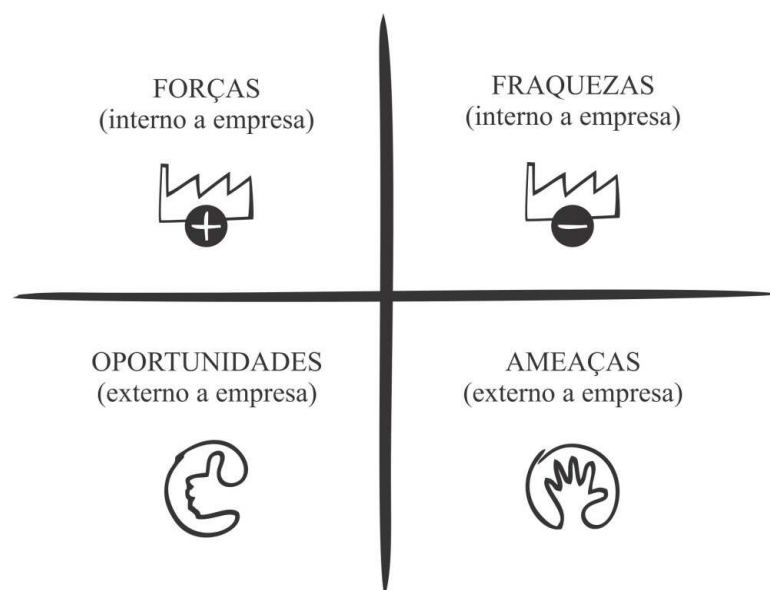 FORÇAS
(interno a empresa)
FRAQUEZAS
(interno a empresa)
OPORTUNIDADES
(externo a empresa)
AMEAÇAS
(externo a empresa)